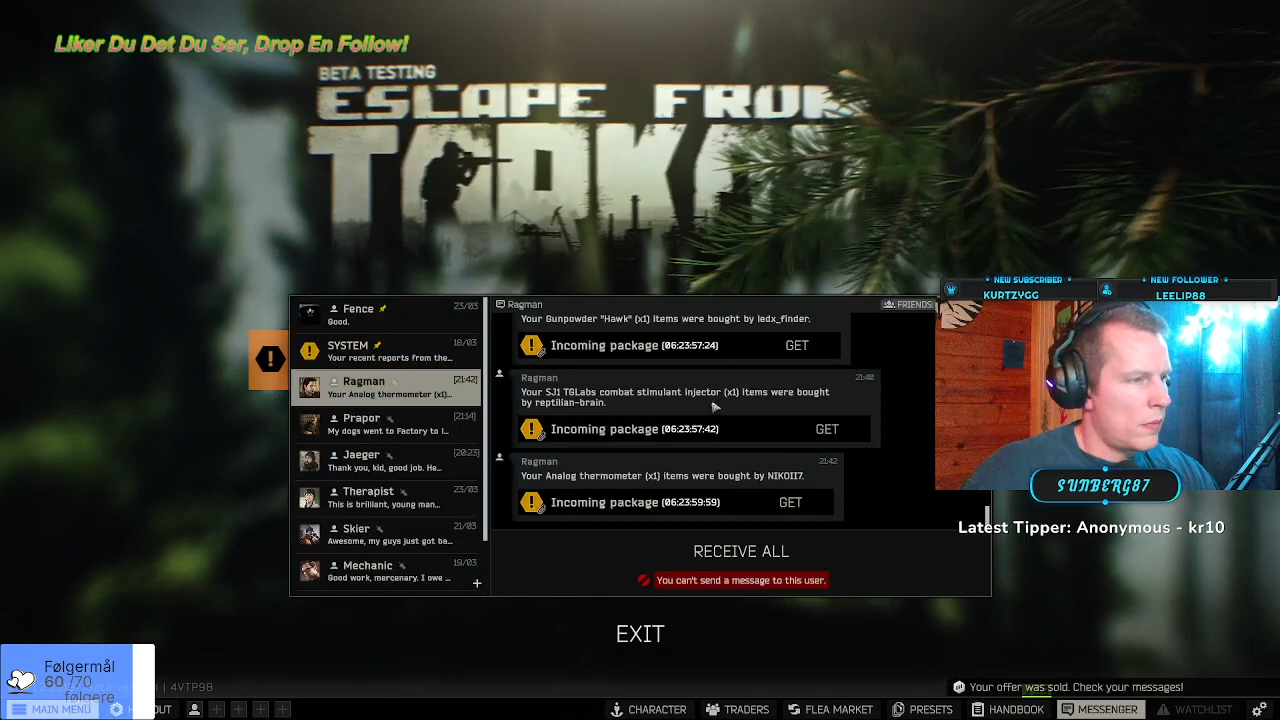 Liker Du Det Du Ser, Drop En Follow!
BETA TESTING
ESCAPE FROM
NEW SUBSCRIBER
KURTZYGG
NEW FOLLOWER
LEELIP88
Fence
23/03
Good.
SYSTEM
18/03
Your recent reports from the...
Ragman
[21:42]
Your Analog thermometer (x1)...
Prapor
[21:14]
My dogs went to Factory to l...
Jaeger
[20:23]
Thank you, kid, good job. He...
Therapist
23/03
This is brilliant, young man...
Skier
21/03
Awesome, my guys just got ba...
Mechanic
19/03
Good work, mercenary. I owe ...
+
Ragman
FRIENDS
Your Gunpowder "Hawk" (x1) items were bought by ledx_finder.
Incoming package (06:23:57:24)
GET
Ragman
21:40
Your SJ1 TGLabs combat stimulant injector (x1) items were bought
by reptilian-brain.
Incoming package (06:23:57:42)
GET
Ragman
21:42
Your Analog thermometer (x1) items were bought by NIKOII7.
Incoming package (06:23:59:59)
GET
RECEIVE ALL
You can't send a message to this user.
SUNBERG87
Latest Tipper: Anonymous - kr10
EXIT
Følgermål
60 /70
følgere
4VTP98
Your offer was sold. Check your messages!
MAIN MENU
CHARACTER
TRADERS
FLEA MARKET
PRESETS
HANDBOOK
MESSENGER
WATCHLIST